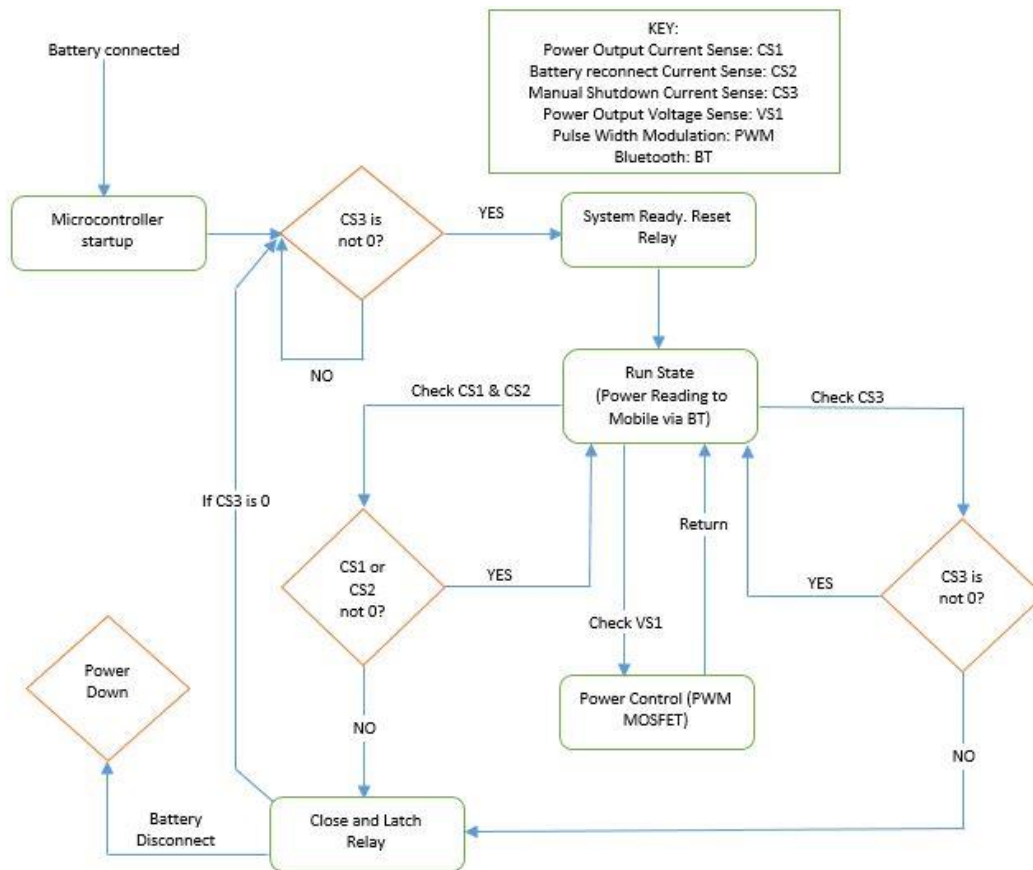 Battery connected
KEY:
Power Output Current Sense: CS1
Battery reconnect Current Sense: CS2
Manual Shutdown Current Sense: CS3
Power Output Voltage Sense: VS1
Pulse Width Modulation: PWM
Bluetooth: BT
Microcontroller
startup
CS3 is
not 0?
YES
System Ready. Reset
Relay
NO
Run State
(Power Reading to
Mobile via BT)
Check CS1 & CS2
Check CS3
If CS3 is 0
CS1 or
CS2
not 0?
YES
Return
YES
CS3 is
not 0?
Check VS1
Power
Down
Power Control (PWM
MOSFET)
NO
NO
Battery
Disconnect
Close and Latch
Relay